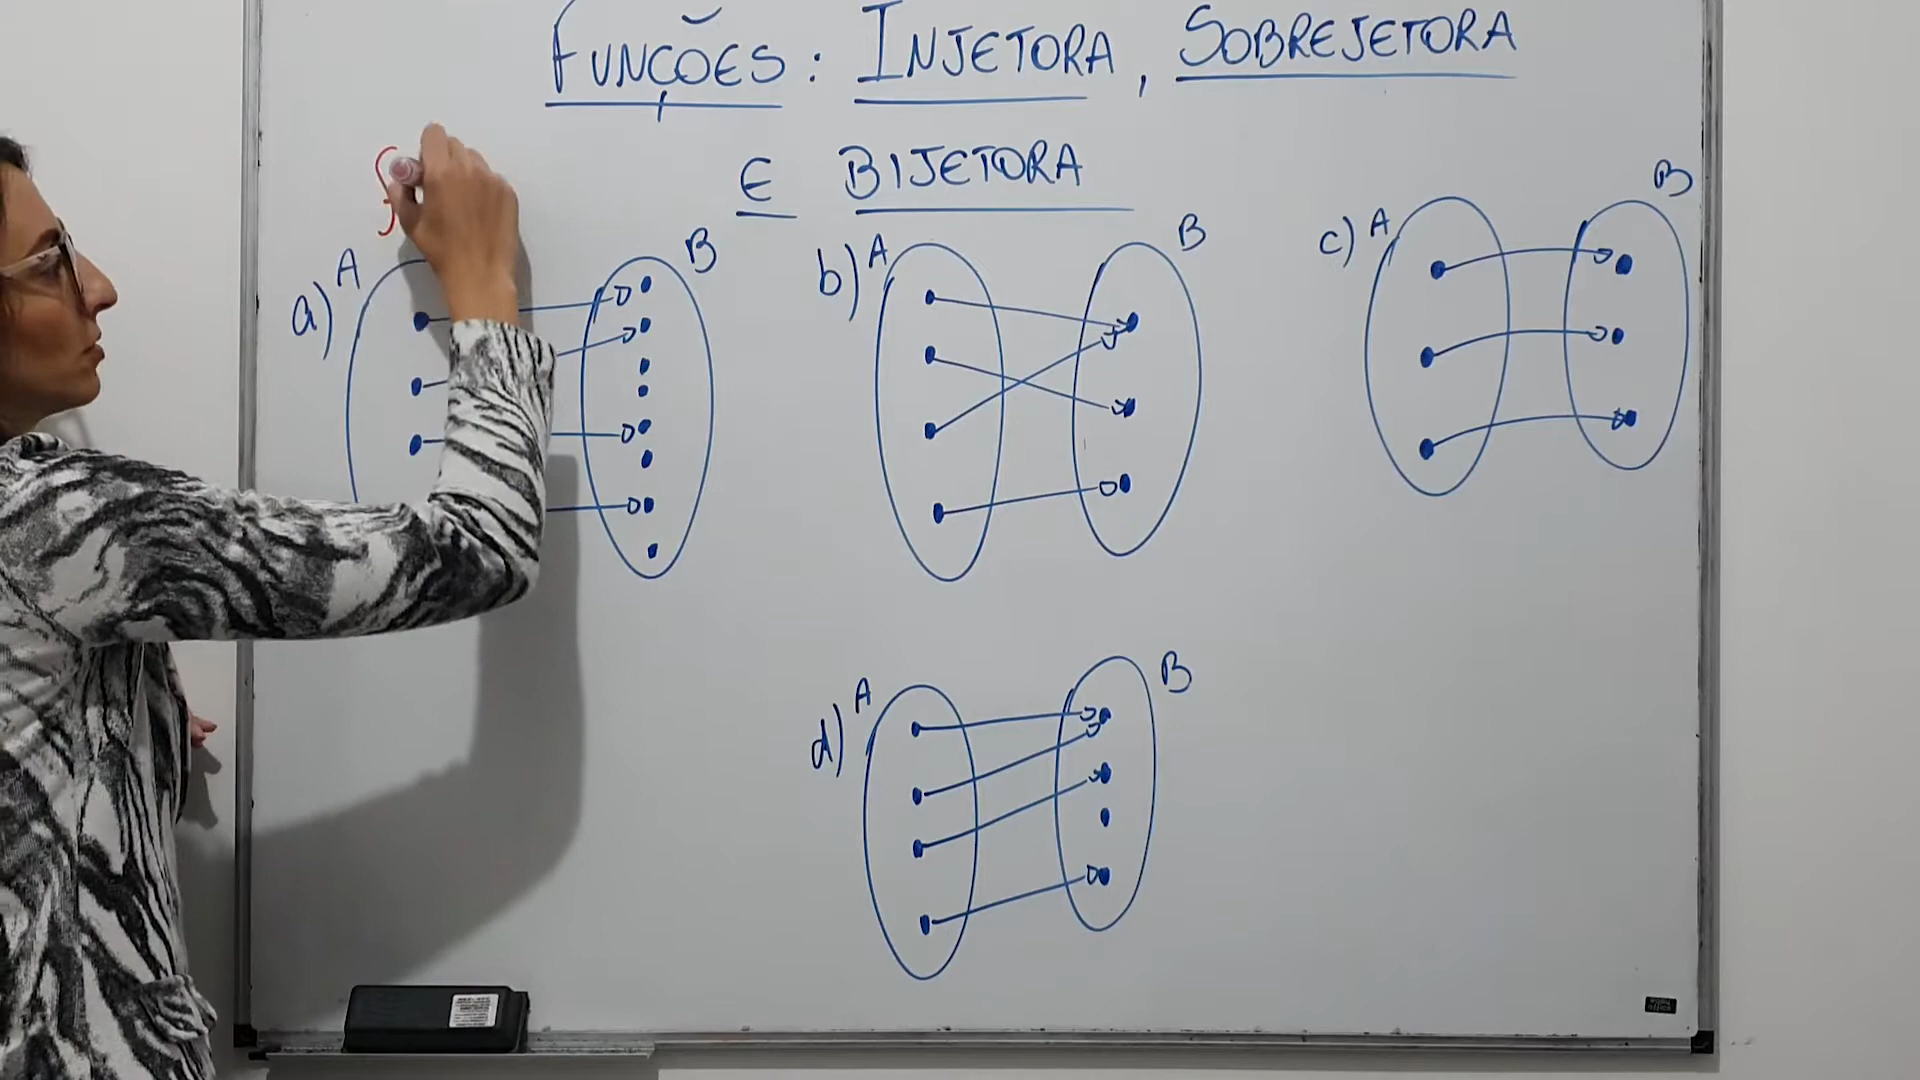 FUNÇÕES: INJETORA, SOBREJETORA
E BIJETORA
f
a) A B
b) A B
c) A B
d) A B